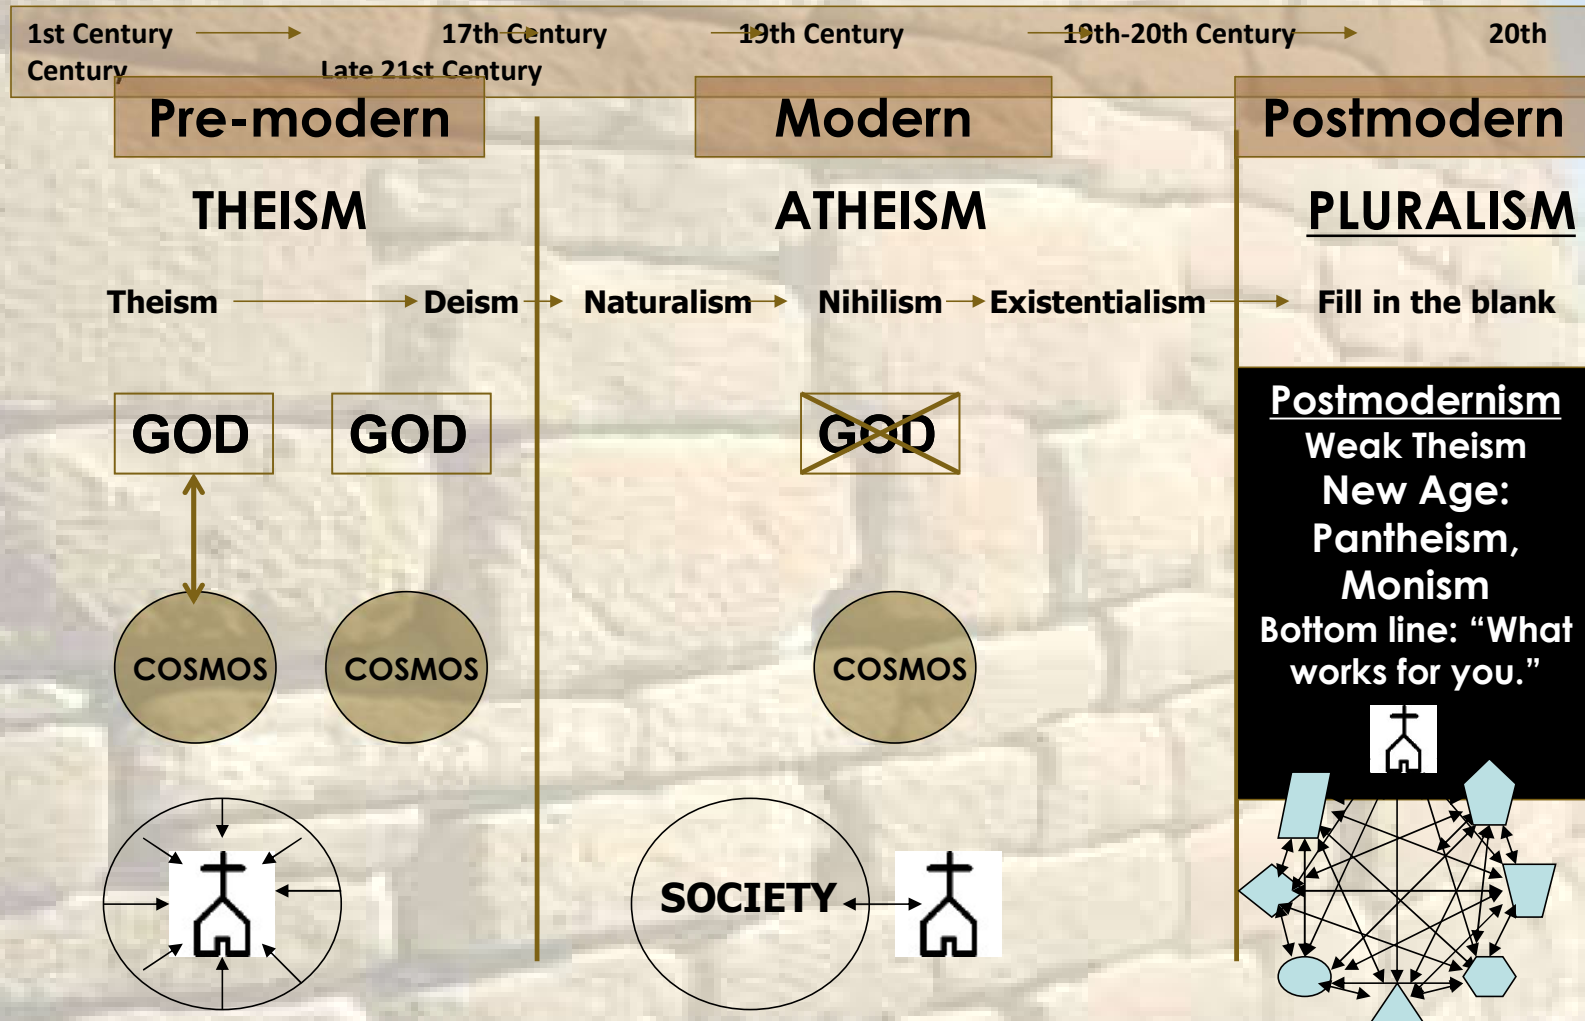 1st Century 17th Century 19th Century 19th-20th Century 20th
Century Late 21st Century
Pre-modern Modern Postmodern
THEISM ATHEISM PLURALISM
Theism Deism Naturalism Nihilism Existentialism Fill in the blank
GOD GOD GOD
Postmodernism
Weak Theism
New Age:
Pantheism,
Monism
Bottom line: “What
works for you.”
COSMOS COSMOS COSMOS
SOCIETY